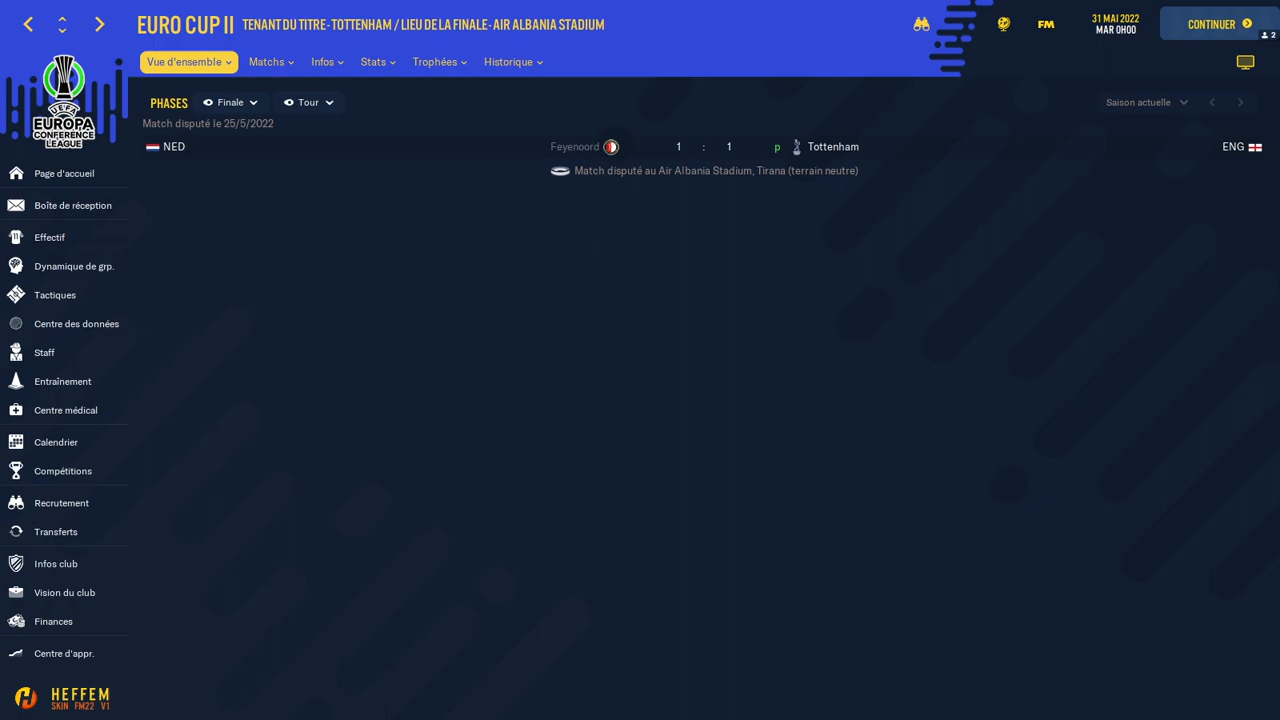 EURO CUP II TENANT DU TITRE - TOTTENHAM / LIEU DE LA FINALE - AIR ALBANIA STADIUM
FM
31 MAI 2022
MAR 0H00
CONTINUER
2
Vue d'ensemble
Matchs
Infos
Stats
Trophées
Historique
UEFA
EUROPA
CONFERENCE
LEAGUE
PHASES
Finale
Tour
Saison actuelle
Match disputé le 25/5/2022
NED
Feyenoord
1 : 1
p
Tottenham
ENG
Match disputé au Air Albania Stadium, Tirana (terrain neutre)
Page d'accueil
Boîte de réception
Effectif
Dynamique de grp.
Tactiques
Centre des données
Staff
Entraînement
Centre médical
Calendrier
Compétitions
Recrutement
Transferts
Infos club
Vision du club
Finances
Centre d'appr.
HEFFEM
SKIN FM22 V1